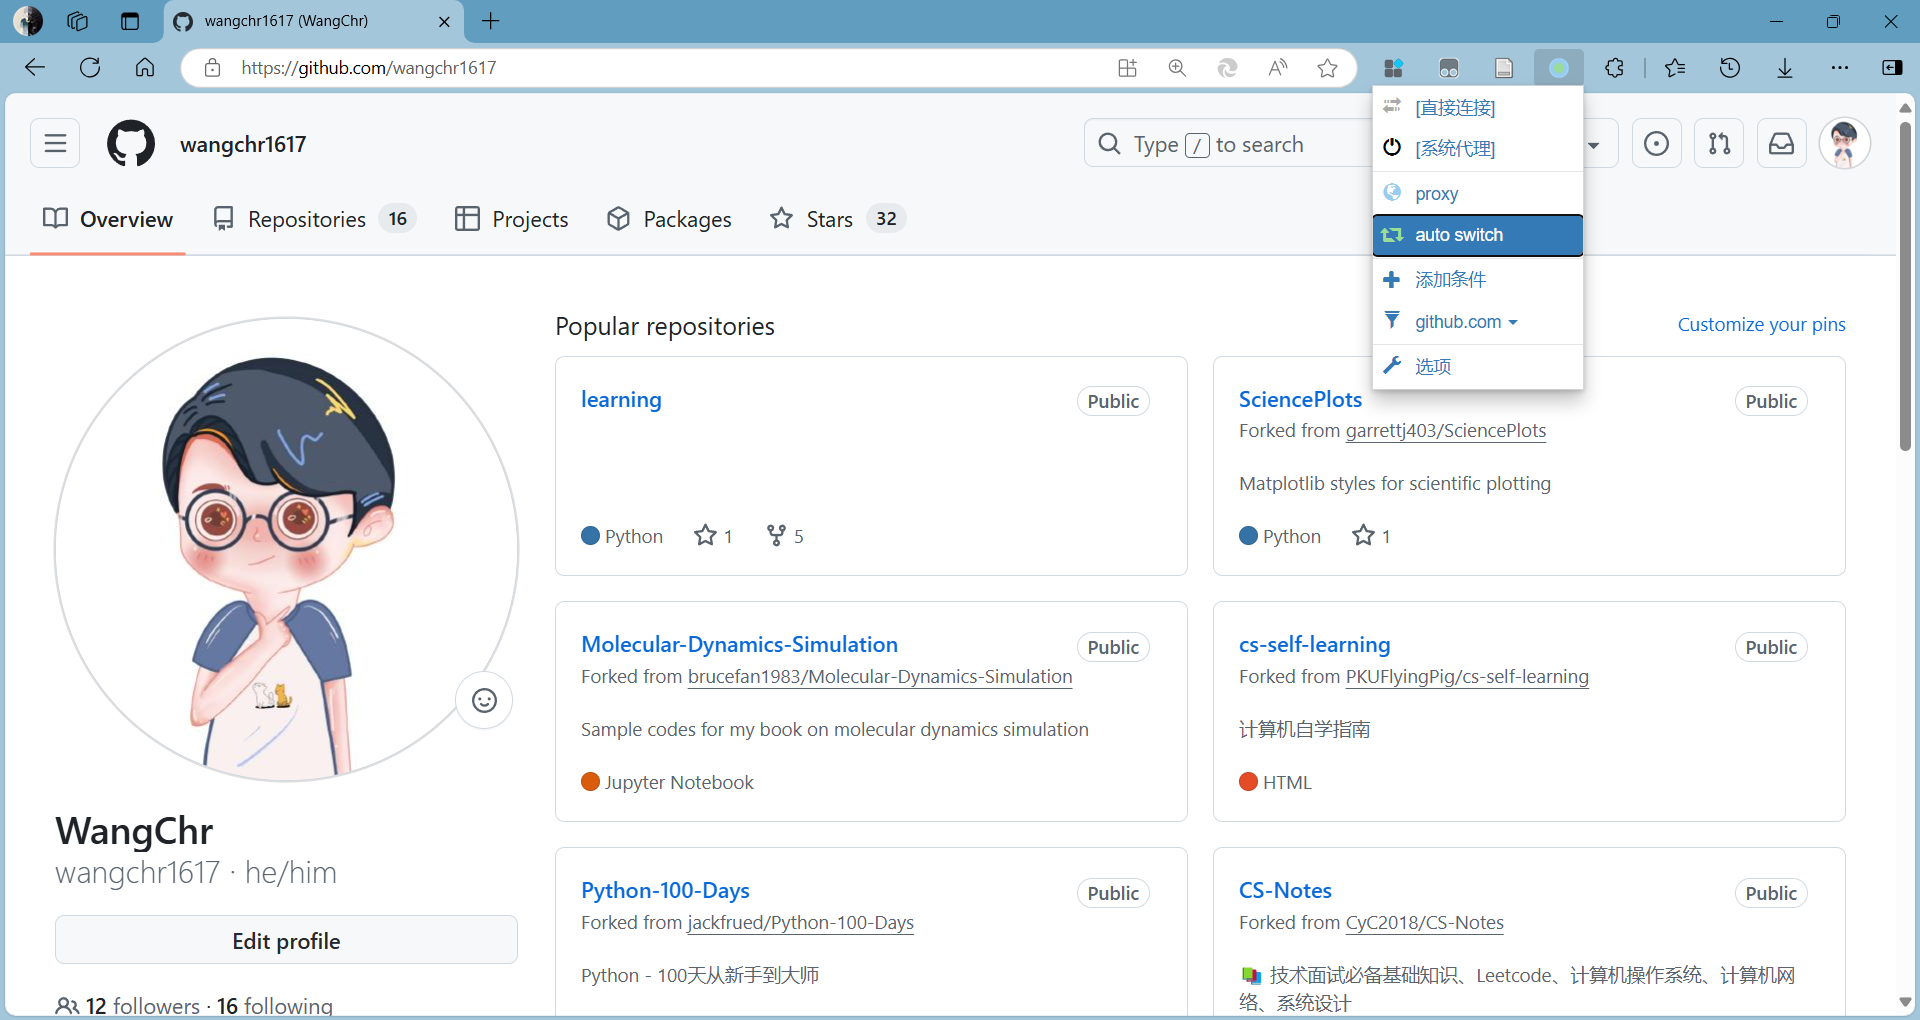 wangchr1617 (WangChr)
https://github.com/wangchr1617
wangchr1617
Type / to search
[直接连接]
[系统代理]
proxy
auto switch
添加条件
github.com
选项
Overview
Repositories 16
Projects
Packages
Stars 32
Popular repositories
Customize your pins
learning
Public
Python
1
5
SciencePlots
Public
Forked from garrettj403/SciencePlots
Matplotlib styles for scientific plotting
Python
1
Molecular-Dynamics-Simulation
Public
Forked from brucefan1983/Molecular-Dynamics-Simulation
Sample codes for my book on molecular dynamics simulation
Jupyter Notebook
cs-self-learning
Public
Forked from PKUFlyingPig/cs-self-learning
计算机自学指南
HTML
Python-100-Days
Public
Forked from jackfrued/Python-100-Days
Python - 100天从新手到大师
CS-Notes
Public
Forked from CyC2018/CS-Notes
技术面试必备基础知识、Leetcode、计算机操作系统、计算机网
络、系统设计
WangChr
wangchr1617 · he/him
Edit profile
12 followers · 16 following